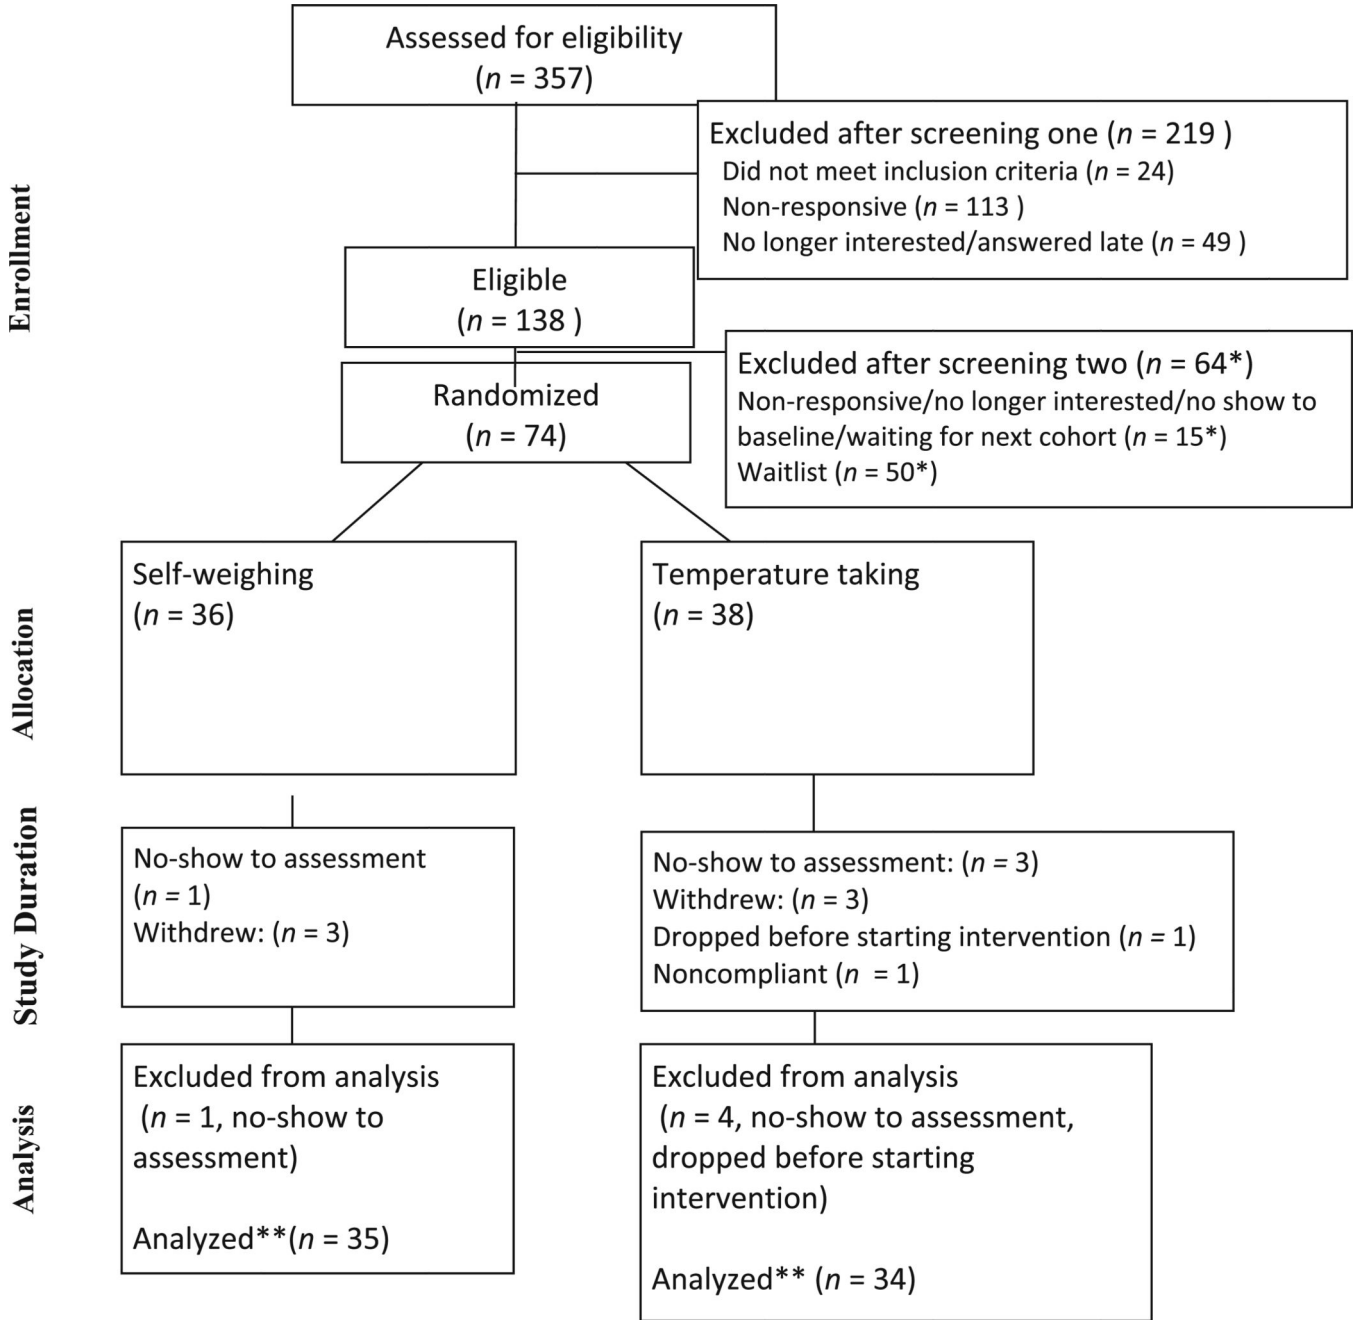 Assessed for eligibility
(n = 357)
Excluded after screening one (n = 219 )
Did not meet inclusion criteria (n = 24)
Non-responsive (n = 113 )
No longer interested/answered late (n = 49 )
Enrollment
Eligible
(n = 138 )
Excluded after screening two (n = 64*)
Non-responsive/no longer interested/no show to
baseline/waiting for next cohort (n = 15*)
Waitlist (n = 50*)
Randomized
(n = 74)
Allocation
Self-weighing
(n = 36)
Temperature taking
(n = 38)
Study Duration
No-show to assessment
(n = 1)
Withdrew: (n = 3)
No-show to assessment: (n = 3)
Withdrew: (n = 3)
Dropped before starting intervention (n = 1)
Noncompliant (n  = 1)
Analysis
Excluded from analysis
(n = 1, no-show to
assessment)
Analyzed**(n = 35)
Excluded from analysis
(n = 4, no-show to assessment,
dropped before starting
intervention)
Analyzed** (n = 34)